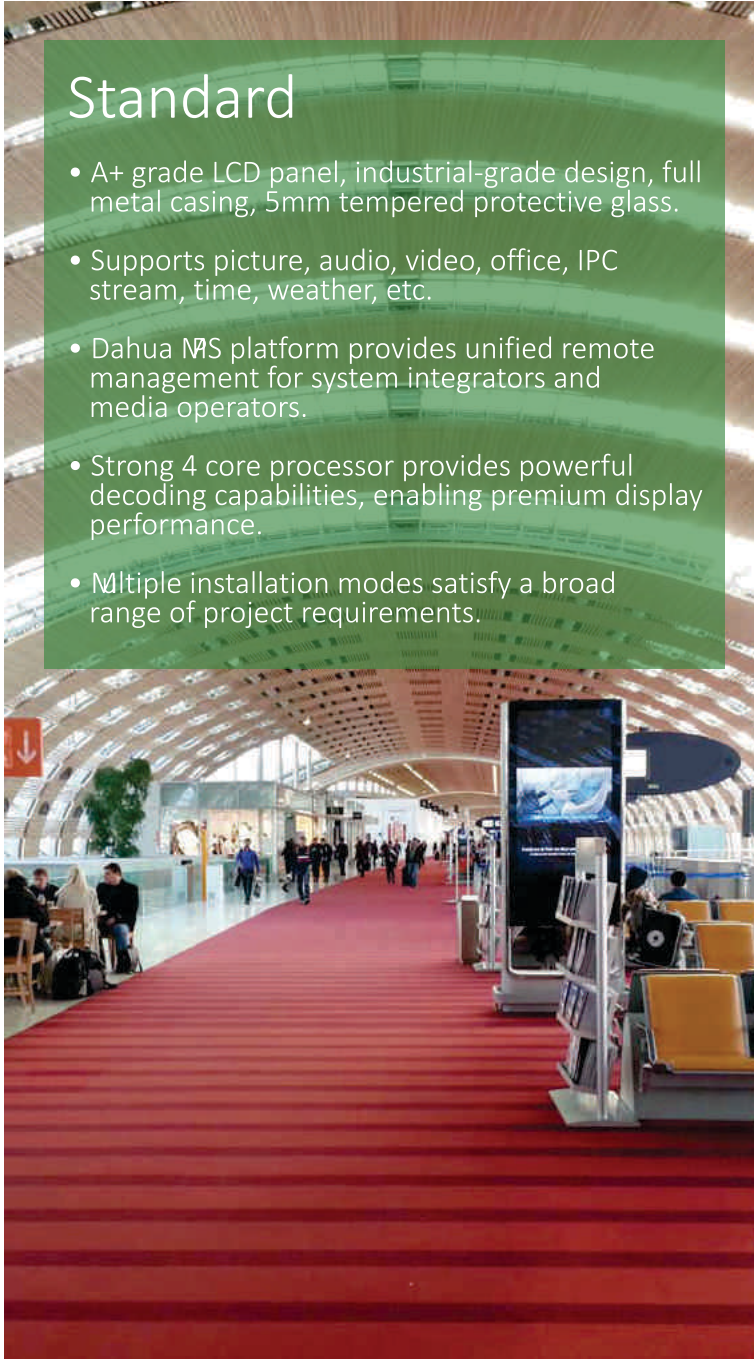 Standard
• A+ grade LCD panel, industrial-grade design, full
metal casing, 5mm tempered protective glass.
• Supports picture, audio, video, office, IPC
stream, time, weather, etc.
• Dahua MPS platform provides unified remote
management for system integrators and
media operators.
• Strong 4 core processor provides powerful
decoding capabilities, enabling premium display
performance.
• Multiple installation modes satisfy a broad
range of project requirements.